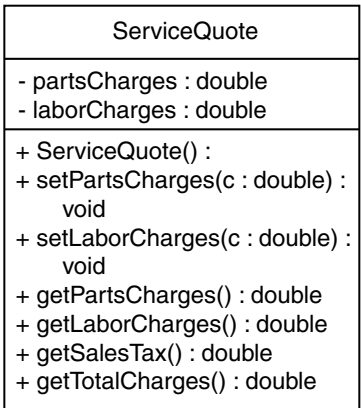 ServiceQuote
- partsCharges : double
- laborCharges : double
+ ServiceQuote() :
+ setPartsCharges(c : double) :
void
+ setLaborCharges(c : double) :
void
+ getPartsCharges() : double
+ getLaborCharges() : double
+ getSalesTax() : double
+ getTotalCharges() : double